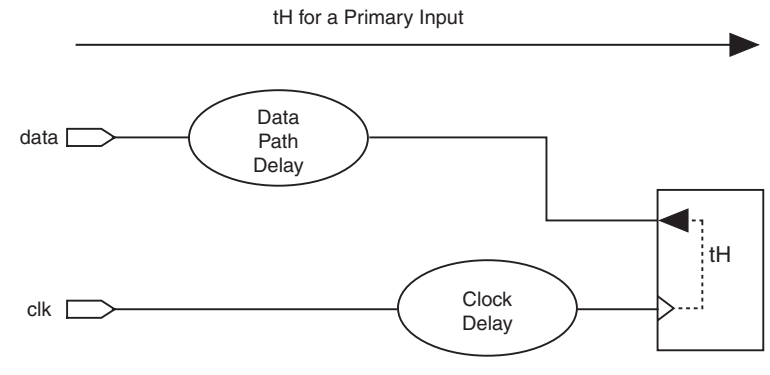 tH for a Primary Input
data
Data
Path
Delay
tH
clk
Clock
Delay